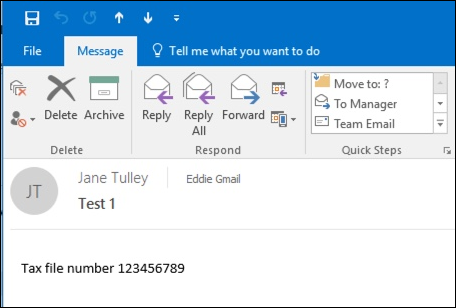 File Message Tell me what you want to do
Delete Archive Reply Reply All Forward
Move to: ?
To Manager
Team Email
Delete Respond Quick Steps
JT Jane Tulley Eddie Gmail
Test 1
Tax file number 123456789